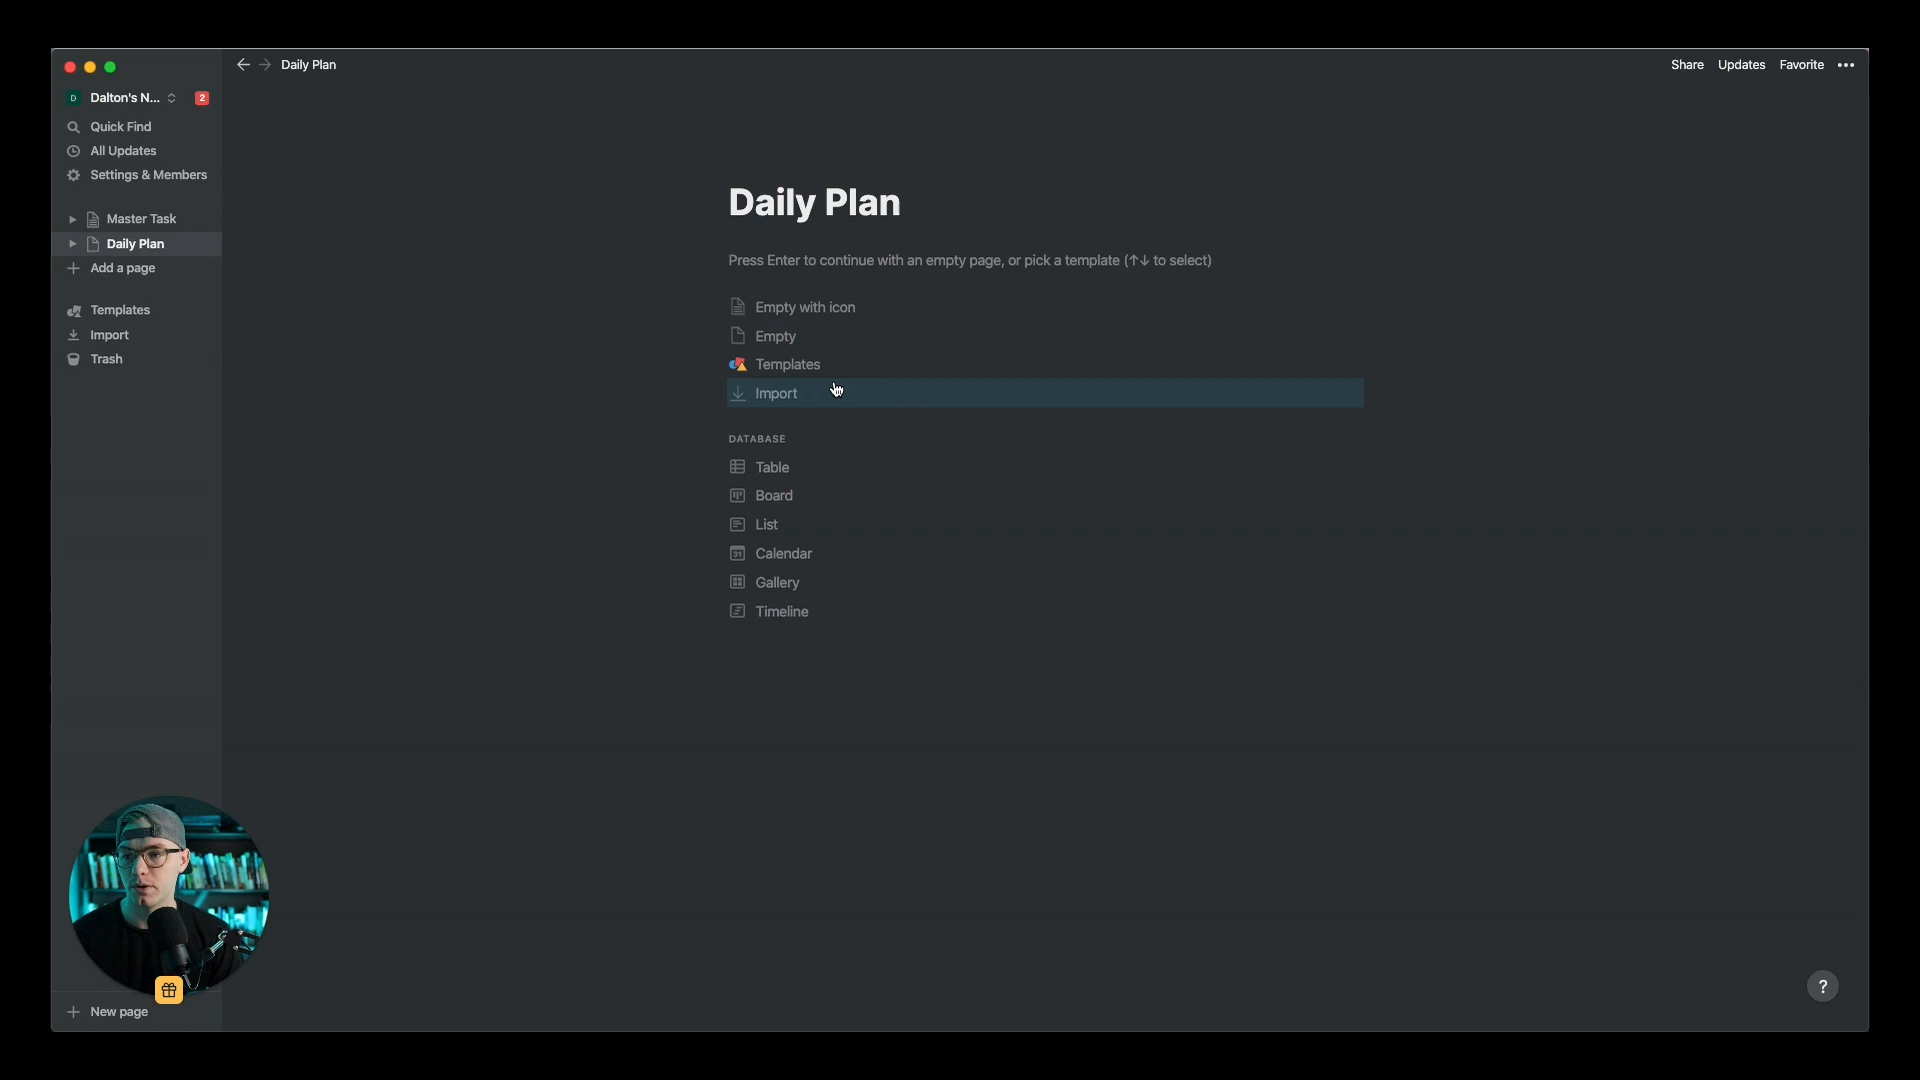 Daily Plan
Share Updates Favorite
D Dalton's N... 2
Quick Find
All Updates
Settings & Members
Master Task
Daily Plan
Add a page
Templates
Import
Trash
New page
Daily Plan
Press Enter to continue with an empty page, or pick a template (↑↓ to select)
Empty with icon
Empty
Templates
Import
DATABASE
Table
Board
List
31 Calendar
Gallery
Timeline
?